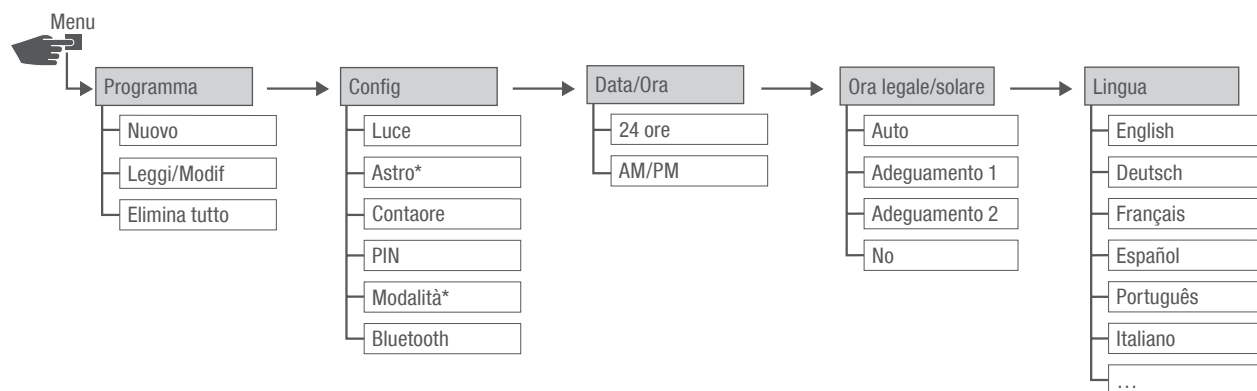 Menu
Programma
Nuovo
Leggi/Modif
Elimina tutto
Config
Luce
Astro*
Contaore
PIN
Modalità*
Bluetooth
Data/Ora
24 ore
AM/PM
Ora legale/solare
Auto
Adeguamento 1
Adeguamento 2
No
Lingua
English
Deutsch
Français
Español
Português
Italiano
…